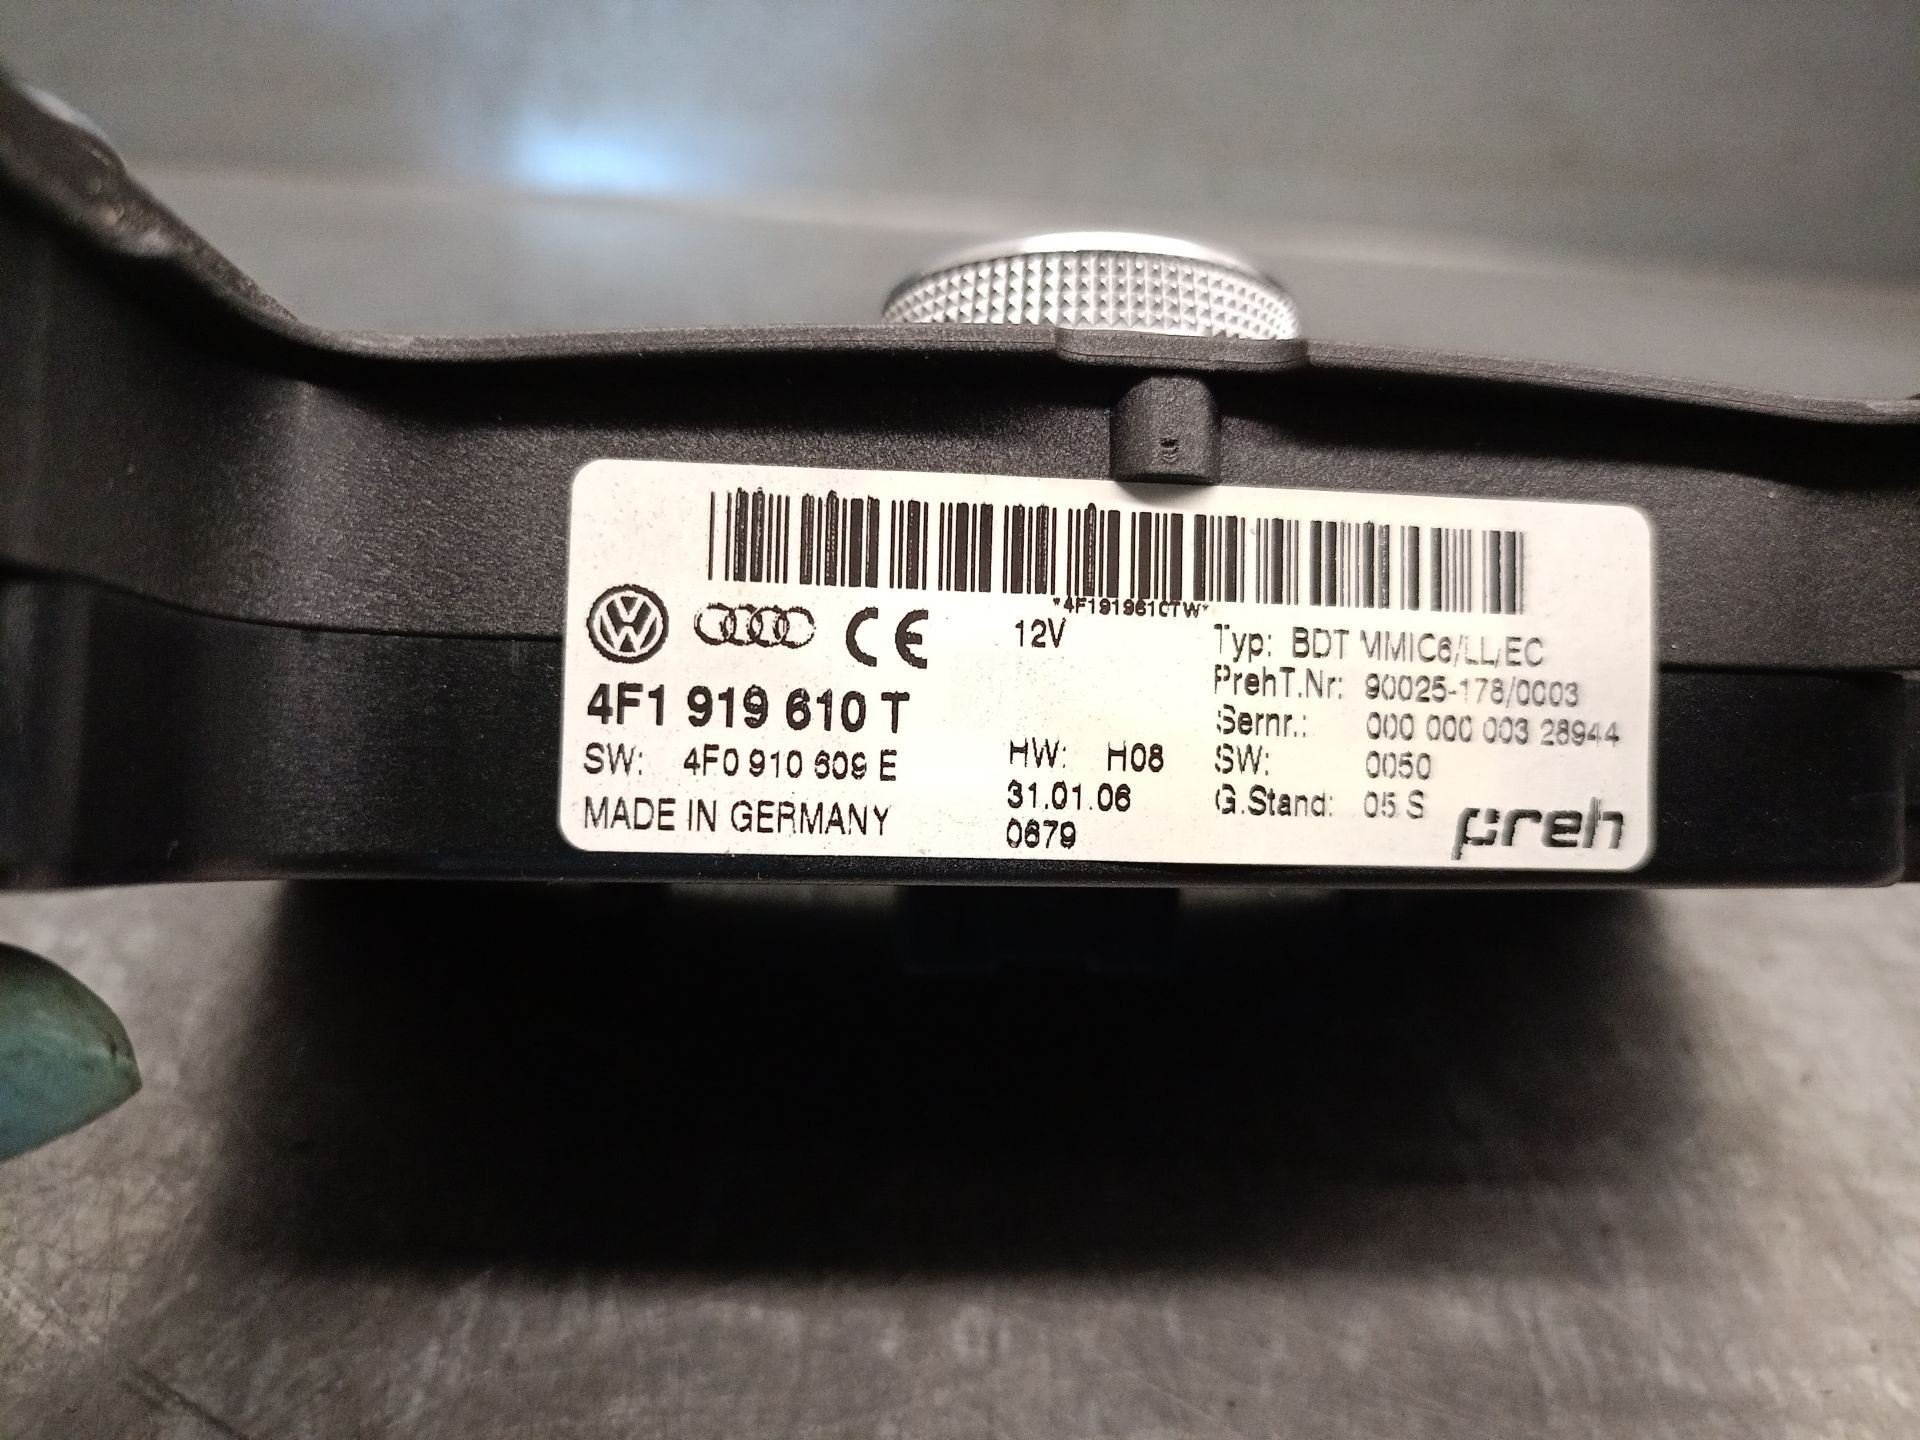 *4F1919610TW*
12V
4F1 919 610 T
SW: 4F0 910 609 E
MADE IN GERMANY
HW: H08
31.01.06
0679
Typ: BDT MMIC6/LL/EC
PrehT.Nr: 90025-178/0003
Sernr.: 000 000 003 28944
SW: 0050
G.Stand: 05 S
preh